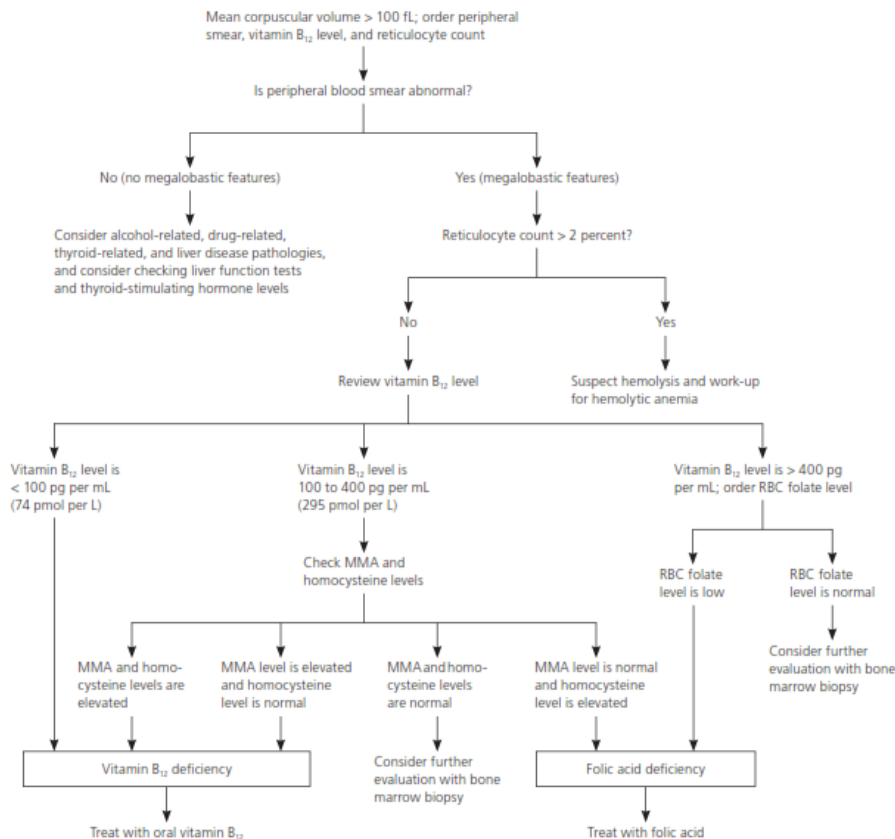 Mean corpuscular volume > 100 fL; order peripheral
smear, vitamin B₁₂ level, and reticulocyte count
Is peripheral blood smear abnormal?
No (no megalobastic features)
Yes (megalobastic features)
Consider alcohol-related, drug-related,
thyroid-related, and liver disease pathologies,
and consider checking liver function tests
and thyroid-stimulating hormone levels
Reticulocyte count > 2 percent?
No
Yes
Review vitamin B₁₂ level
Suspect hemolysis and work-up
for hemolytic anemia
Vitamin B₁₂ level is
< 100 pg per mL
(74 pmol per L)
Vitamin B₁₂ level is
100 to 400 pg per mL
(295 pmol per L)
Vitamin B₁₂ level is > 400 pg
per mL; order RBC folate level
Check MMA and
homocysteine levels
RBC folate
level is low
RBC folate
level is normal
Consider further
evaluation with bone
marrow biopsy
MMA and homo-
cysteine levels are
elevated
MMA level is elevated
and homocysteine
level is normal
MMA and homo-
cysteine levels
are normal
MMA level is normal
and homocysteine
level is elevated
Consider further
evaluation with bone
marrow biopsy
Vitamin B₁₂ deficiency
Folic acid deficiency
Treat with oral vitamin B₁₂
Treat with folic acid